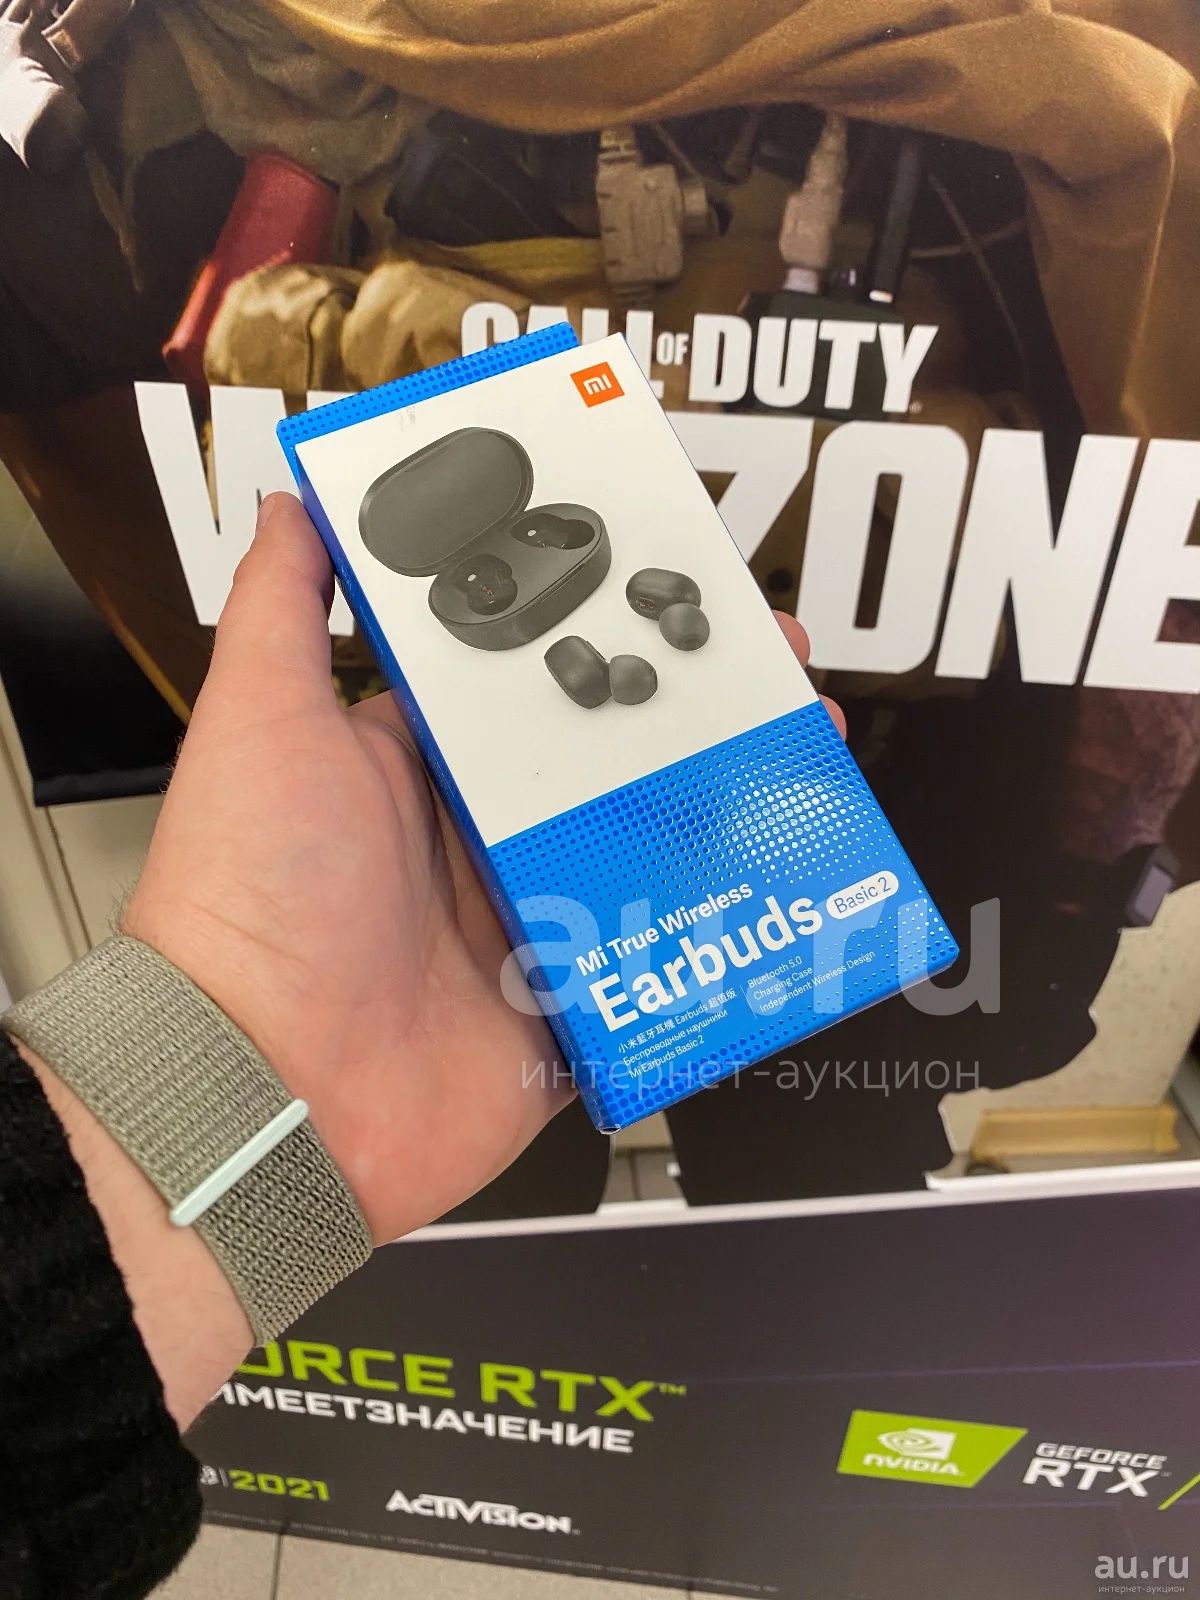 CALL OF DUTY
ZONE
mi
Mi True Wireless
Earbuds Basic 2
小米藍牙耳機 Earbuds 超值版
Беспроводные наушники
Mi Earbuds Basic 2
Bluetooth 5.0
Charging Case
Independent Wireless Design
au.ru
интернет-аукцион
ORCE RTX™
ИМЕЕТЗНАЧЕНИЕ
2021
ACTIVISION
NVIDIA
GEFORCE
RTX
au.ru
интернет-аукцион